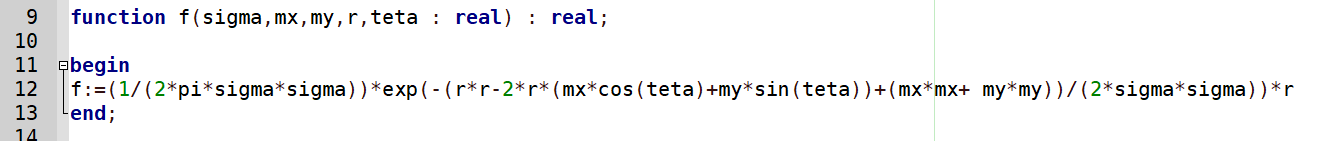 9 function f(sigma,mx,my,r,teta : real) : real;
10
11 begin
12 f:=(1/(2*pi*sigma*sigma))*exp(-(r*r-2*r*(mx*cos(teta)+my*sin(teta))+(mx*mx+ my*my))/(2*sigma*sigma))*r
13 end;
14